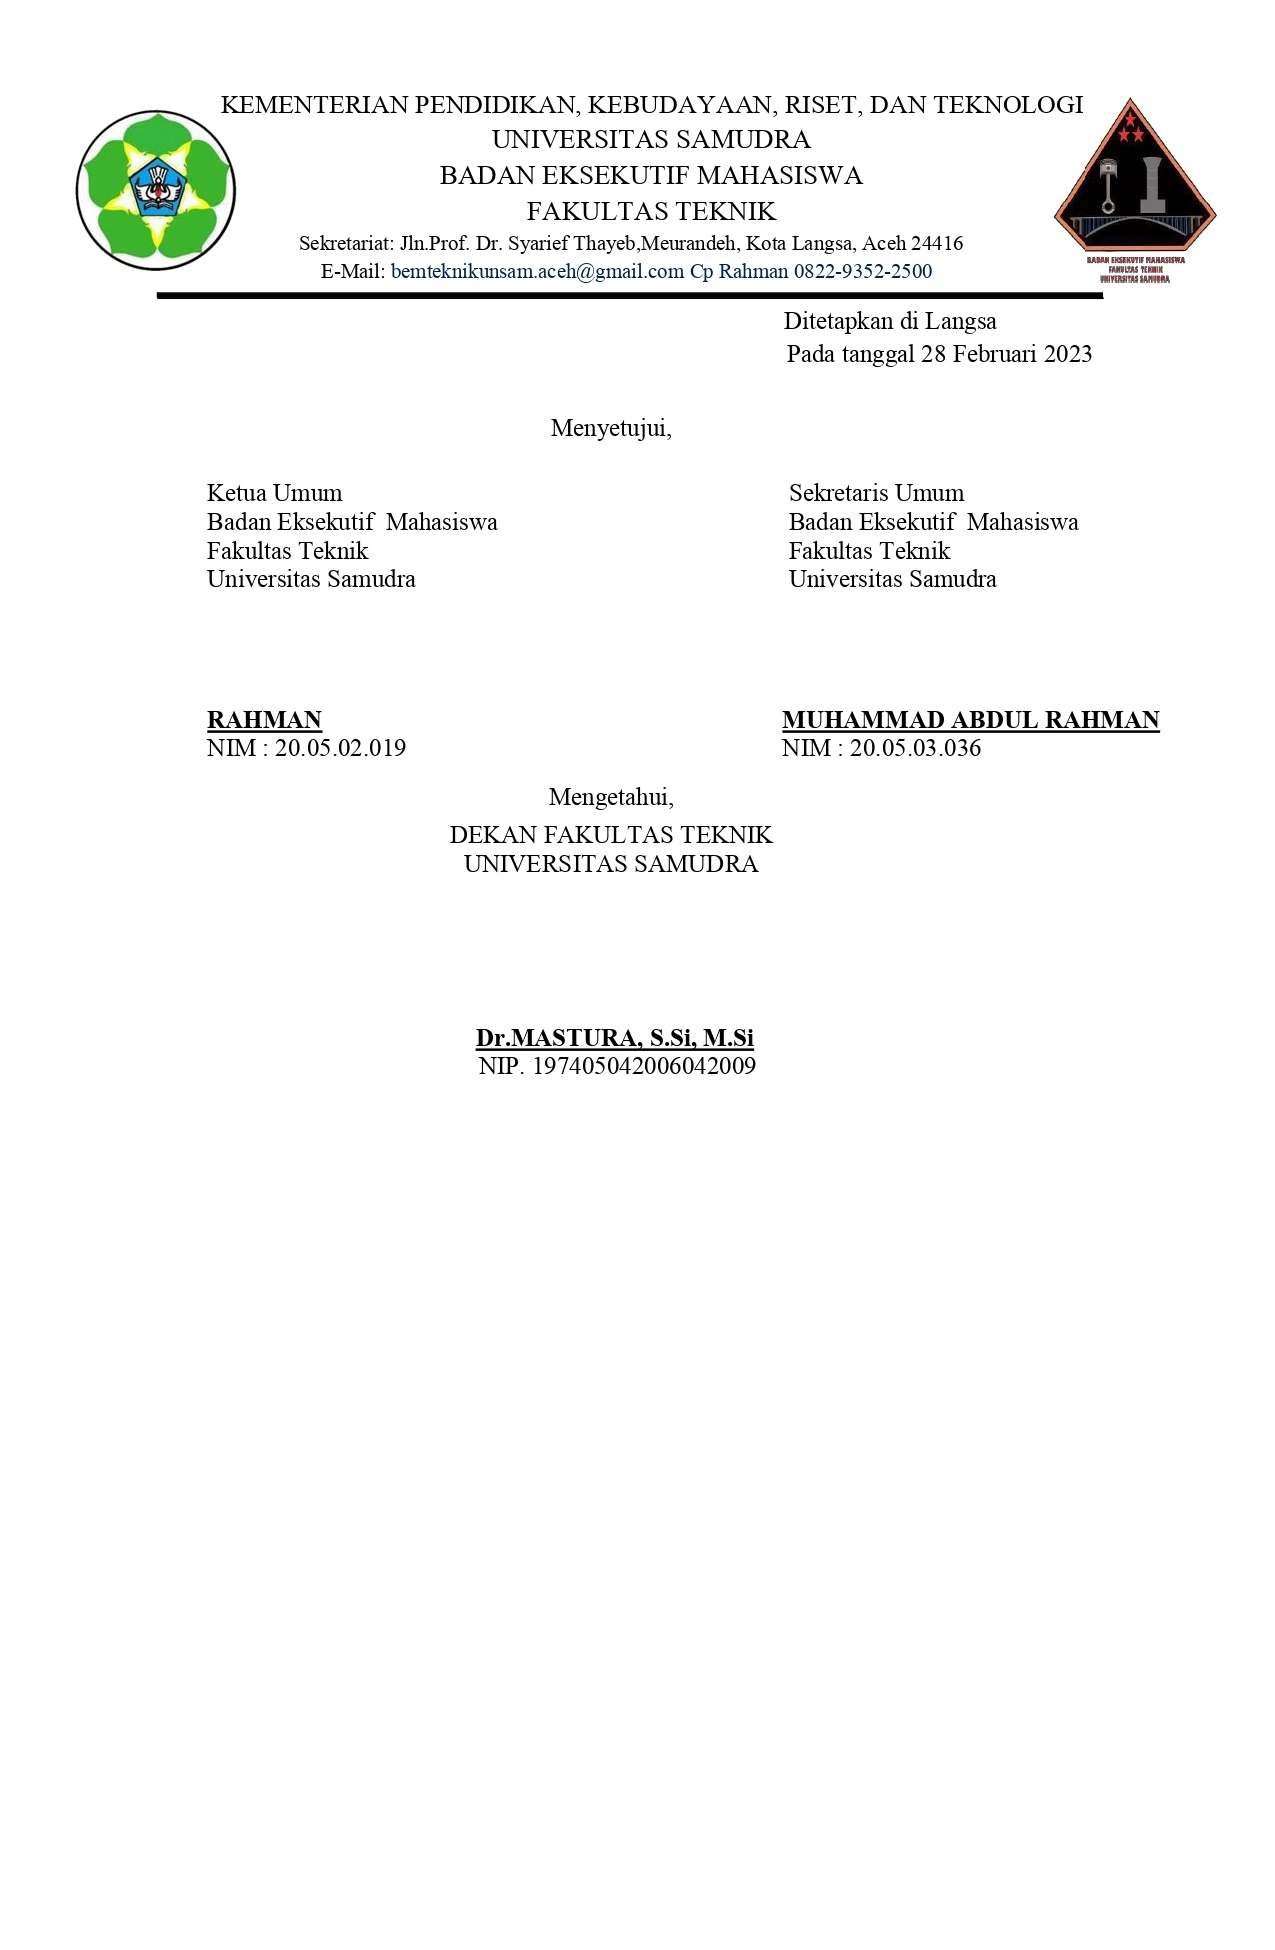 KEMENTERIAN PENDIDIKAN, KEBUDAYAAN, RISET, DAN TEKNOLOGI
UNIVERSITAS SAMUDRA
BADAN EKSEKUTIF MAHASISWA
FAKULTAS TEKNIK
Sekretariat: Jln.Prof. Dr. Syarief Thayeb,Meurandeh, Kota Langsa, Aceh 24416
E-Mail: bemteknikunsam.aceh@gmail.com Cp Rahman 0822-9352-2500
BADAN EKSEKUTIF MAHASISWA
FAKULTAS TEKNIK
UNIVERSITAS SAMUDRA
Ditetapkan di Langsa
Pada tanggal 28 Februari 2023
Menyetujui,
Ketua Umum
Badan Eksekutif  Mahasiswa
Fakultas Teknik
Universitas Samudra
Sekretaris Umum
Badan Eksekutif  Mahasiswa
Fakultas Teknik
Universitas Samudra
RAHMAN
NIM : 20.05.02.019
MUHAMMAD ABDUL RAHMAN
NIM : 20.05.03.036
Mengetahui,
DEKAN FAKULTAS TEKNIK
UNIVERSITAS SAMUDRA
Dr.MASTURA, S.Si, M.Si
NIP. 197405042006042009